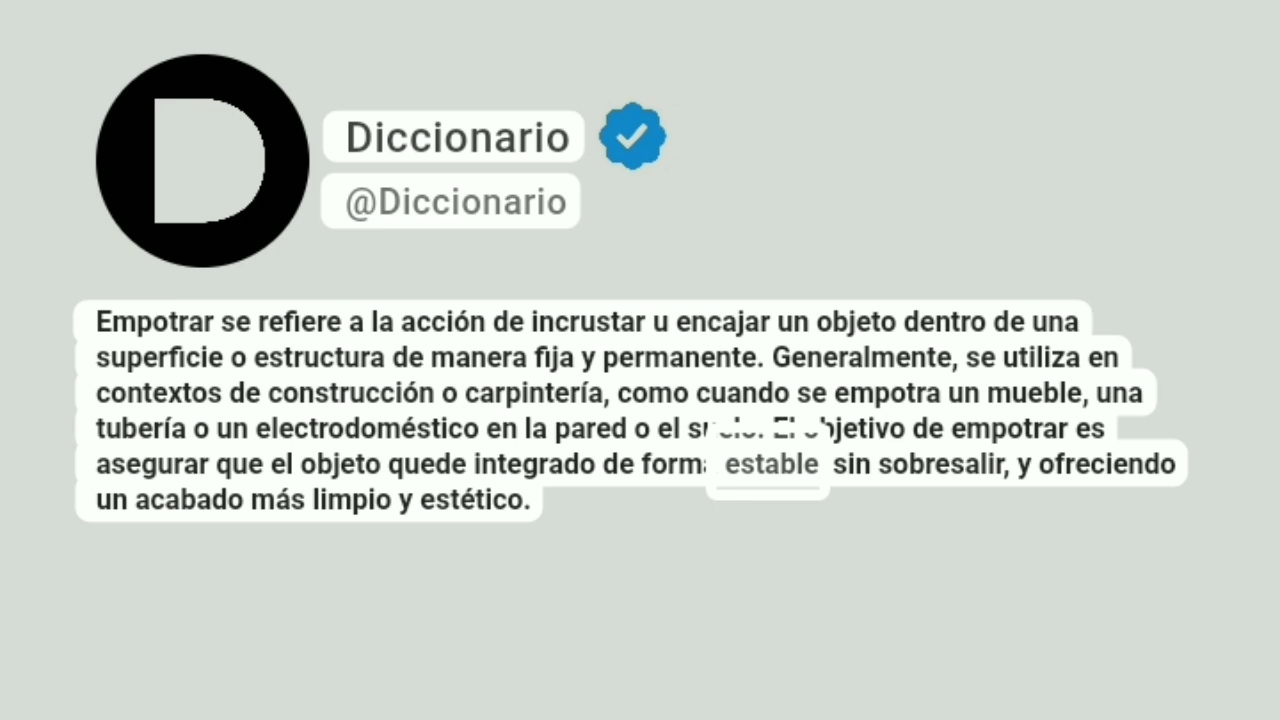 D
Diccionario
@Diccionario
Empotrar se refiere a la acción de incrustar u encajar un objeto dentro de una
superficie o estructura de manera fija y permanente. Generalmente, se utiliza en
contextos de construcción o carpintería, como cuando se empotra un mueble, una
tubería o un electrodoméstico en la pared o el suelo. El objetivo de empotrar es
asegurar que el objeto quede integrado de forma estable sin sobresalir, y ofreciendo
un acabado más limpio y estético.